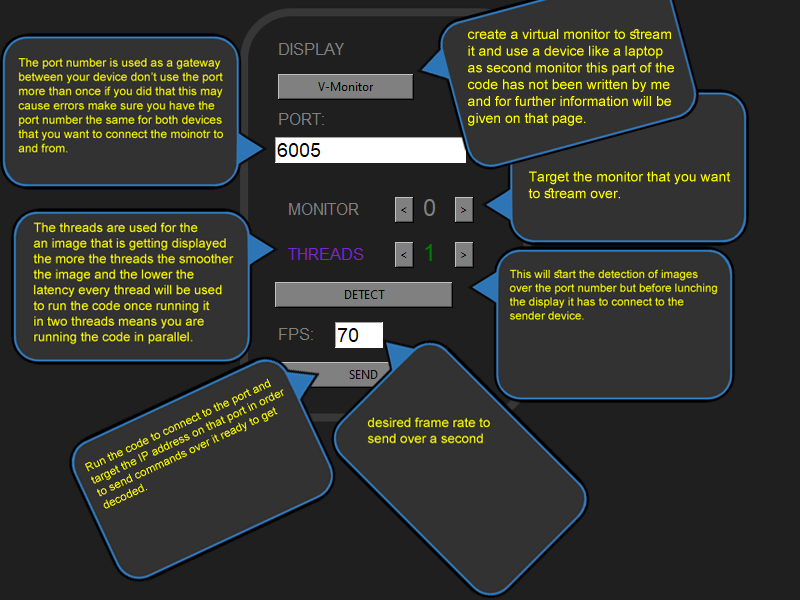 DISPLAY
V-Monitor
PORT:
6005
MONITOR
< 0 >
THREADS
< 1 >
DETECT
FPS:
70
SEND
The port number is used as a gateway
between your device don't use the port
more than once if you did that this may
cause errors make sure you have the
port number the same for both devices
that you want to connect the moinotr to
and from.
create a virtual monitor to stream
it and use a device like a laptop
as second monitor this part of the
code has not been written by me
and for further information will be
given on that page.
Target the monitor that you want
to stream over.
The threads are used for the
an image that is getting displayed
the more the threads the smoother
the image and the lower the
latency every thread will be used
to run the code once running it
in two threads means you are
running the code in parallel.
This will start the detection of images
over the port number but before lunching
the display it has to connect to the
sender device.
Run the code to connect to the port and
target the IP address on that port in order
to send commands over it ready to get
decoded.
desired frame rate to
send over a second